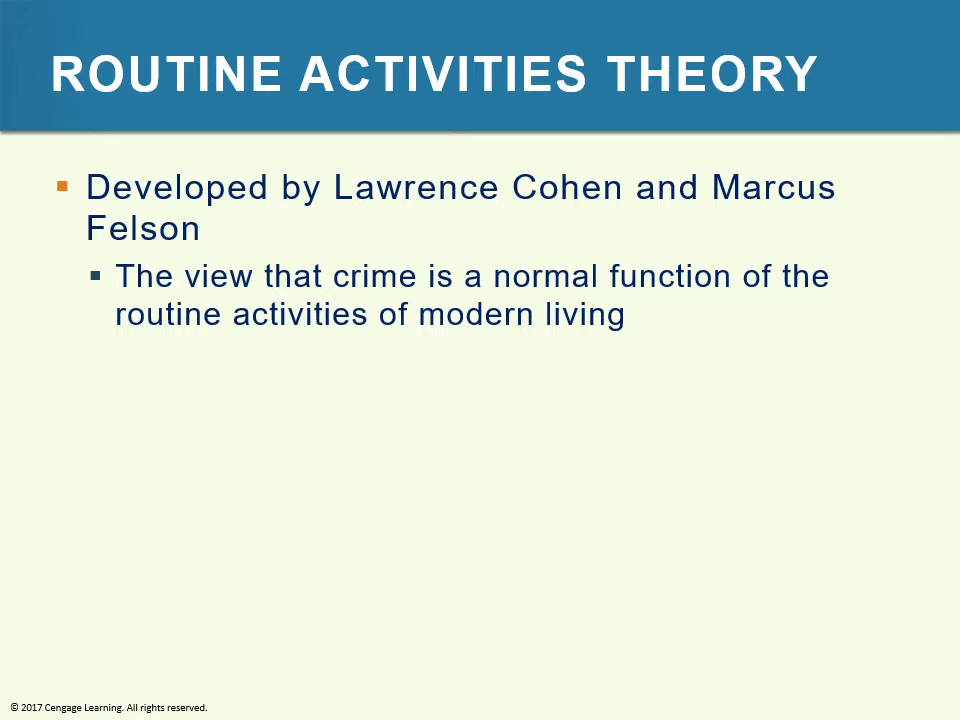 ROUTINE ACTIVITIES THEORY
Developed by Lawrence Cohen and Marcus
Felson
The view that crime is a normal function of the
routine activities of modern living
© 2017 Cengage Learning. All rights reserved.